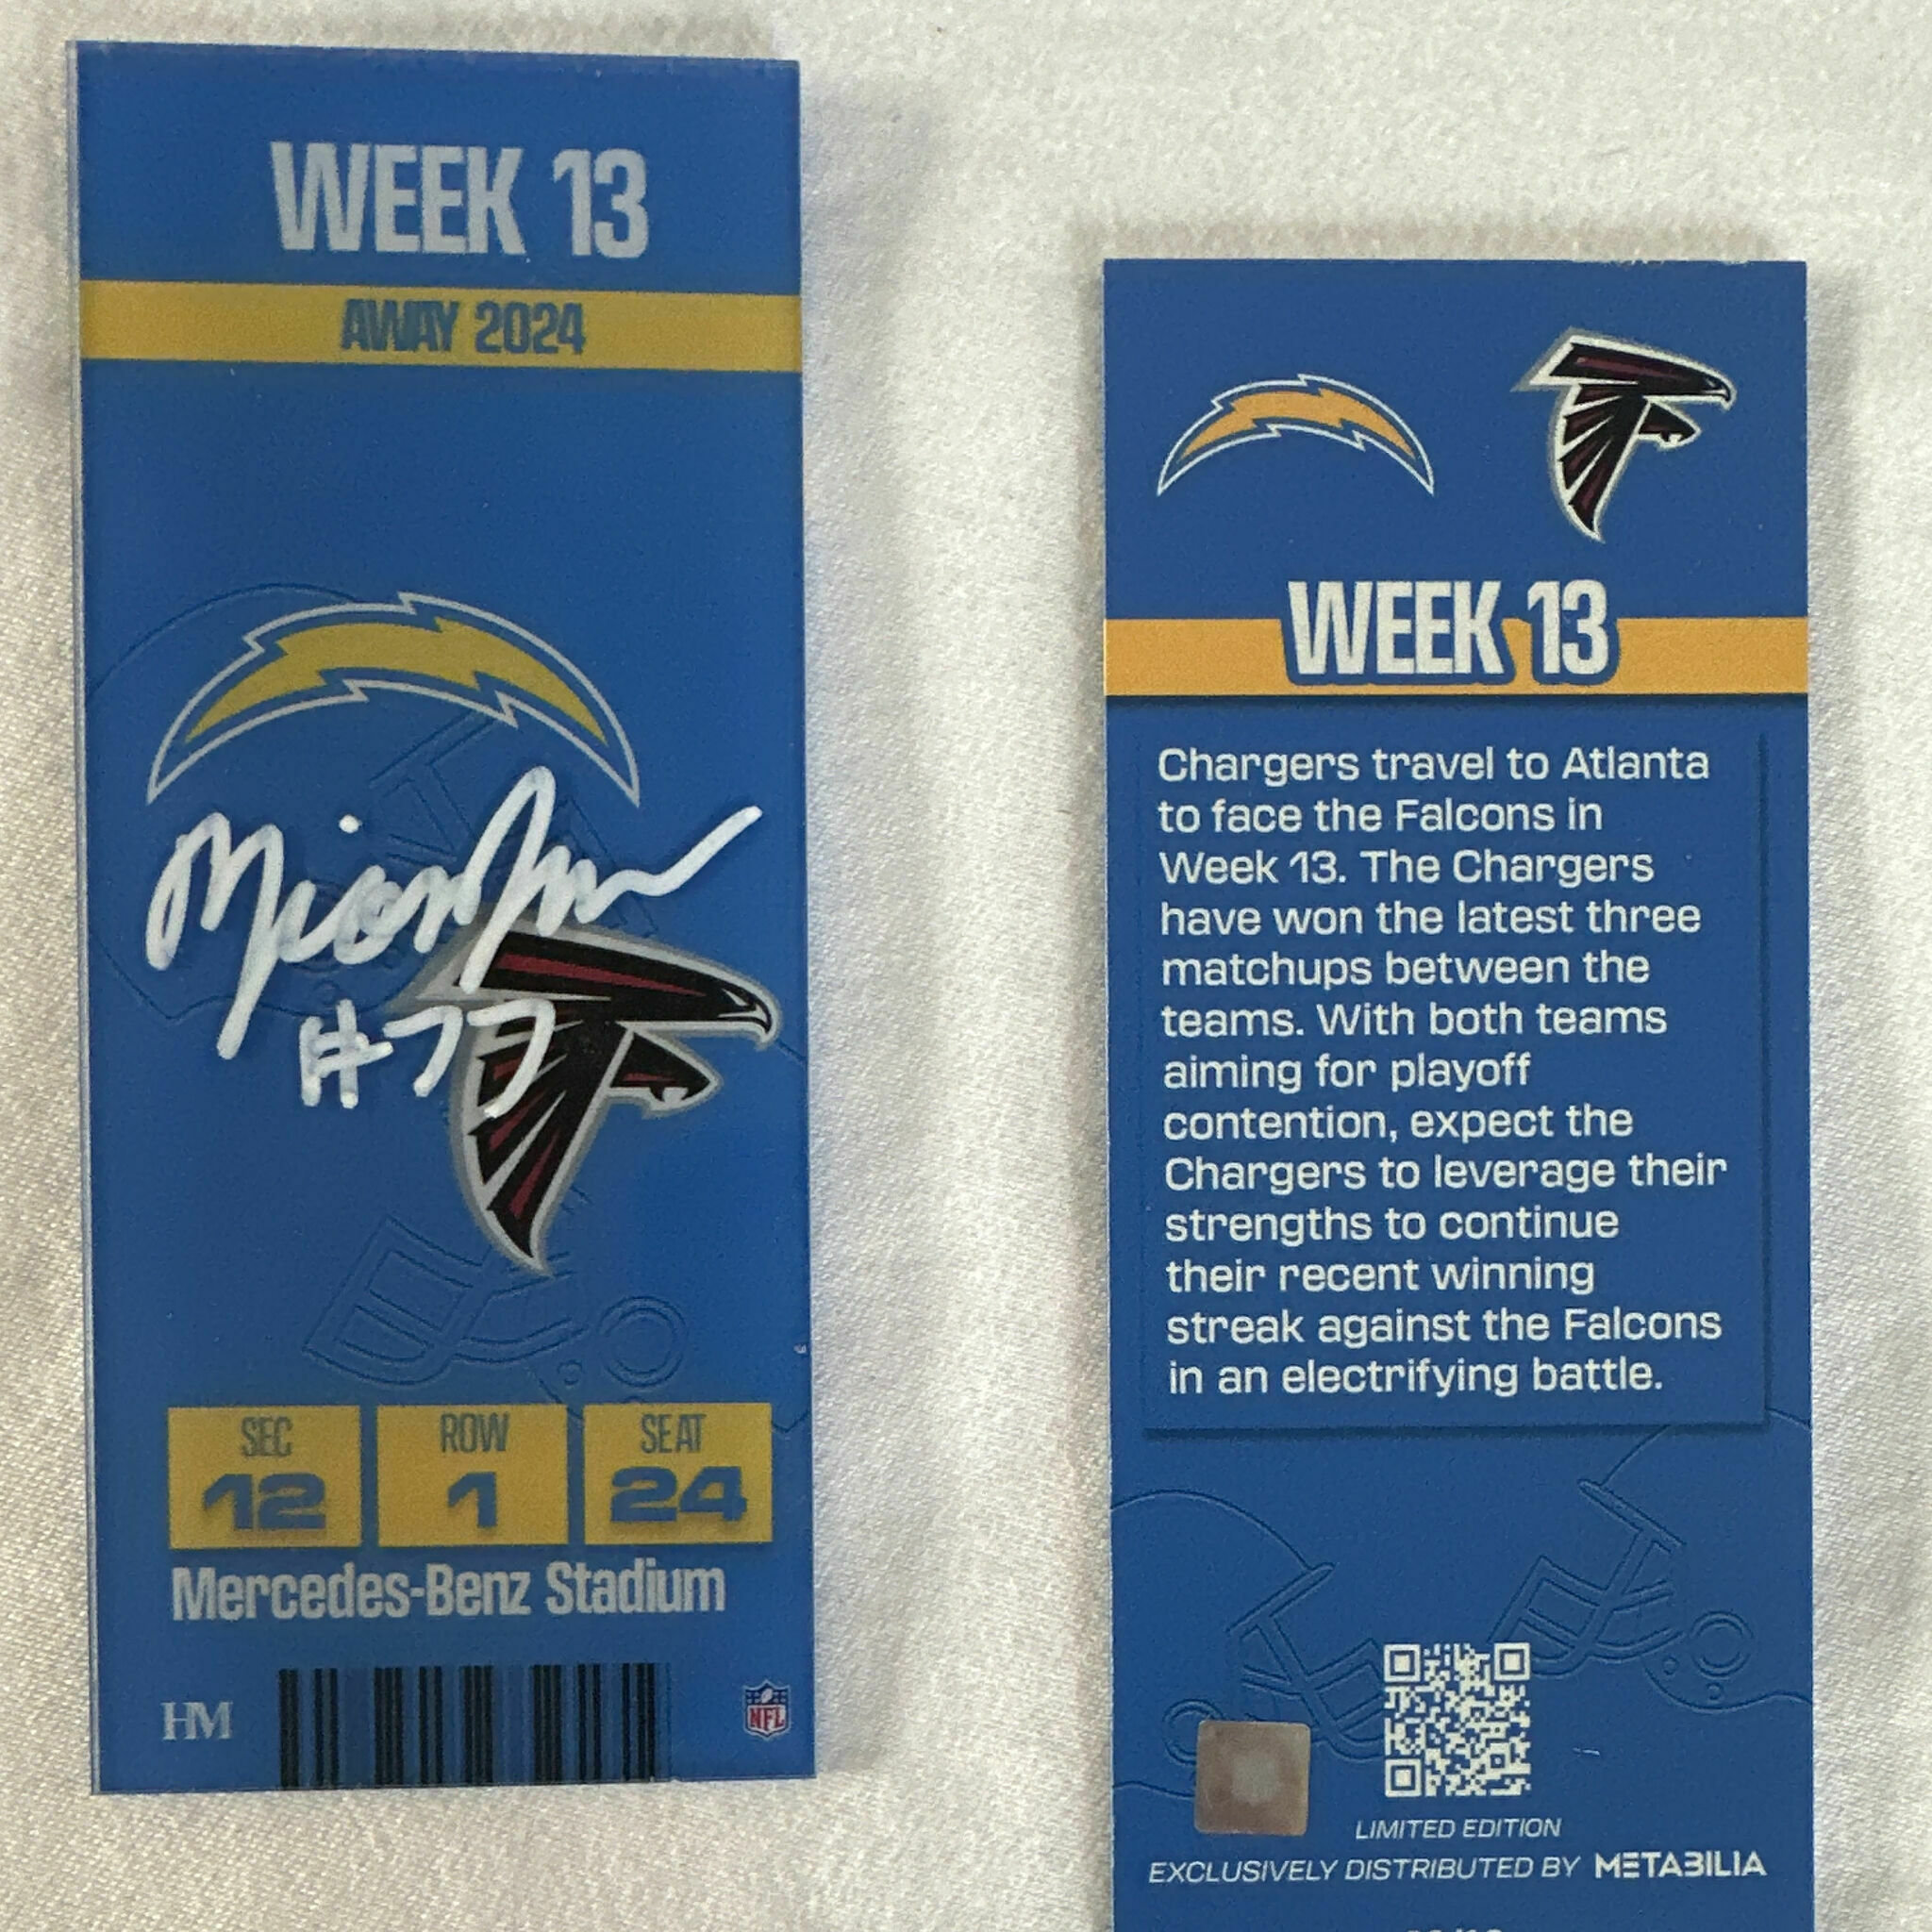 WEEK 13
AWAY 2024
#77
SEC
12
ROW
1
SEAT
24
Mercedes-Benz Stadium
HM
NFL
WEEK 13
Chargers travel to Atlanta
to face the Falcons in
Week 13. The Chargers
have won the latest three
matchups between the
teams. With both teams
aiming for playoff
contention, expect the
Chargers to leverage their
strengths to continue
their recent winning
streak against the Falcons
in an electrifying battle.
LIMITED EDITION
EXCLUSIVELY DISTRIBUTED BY METABILIA